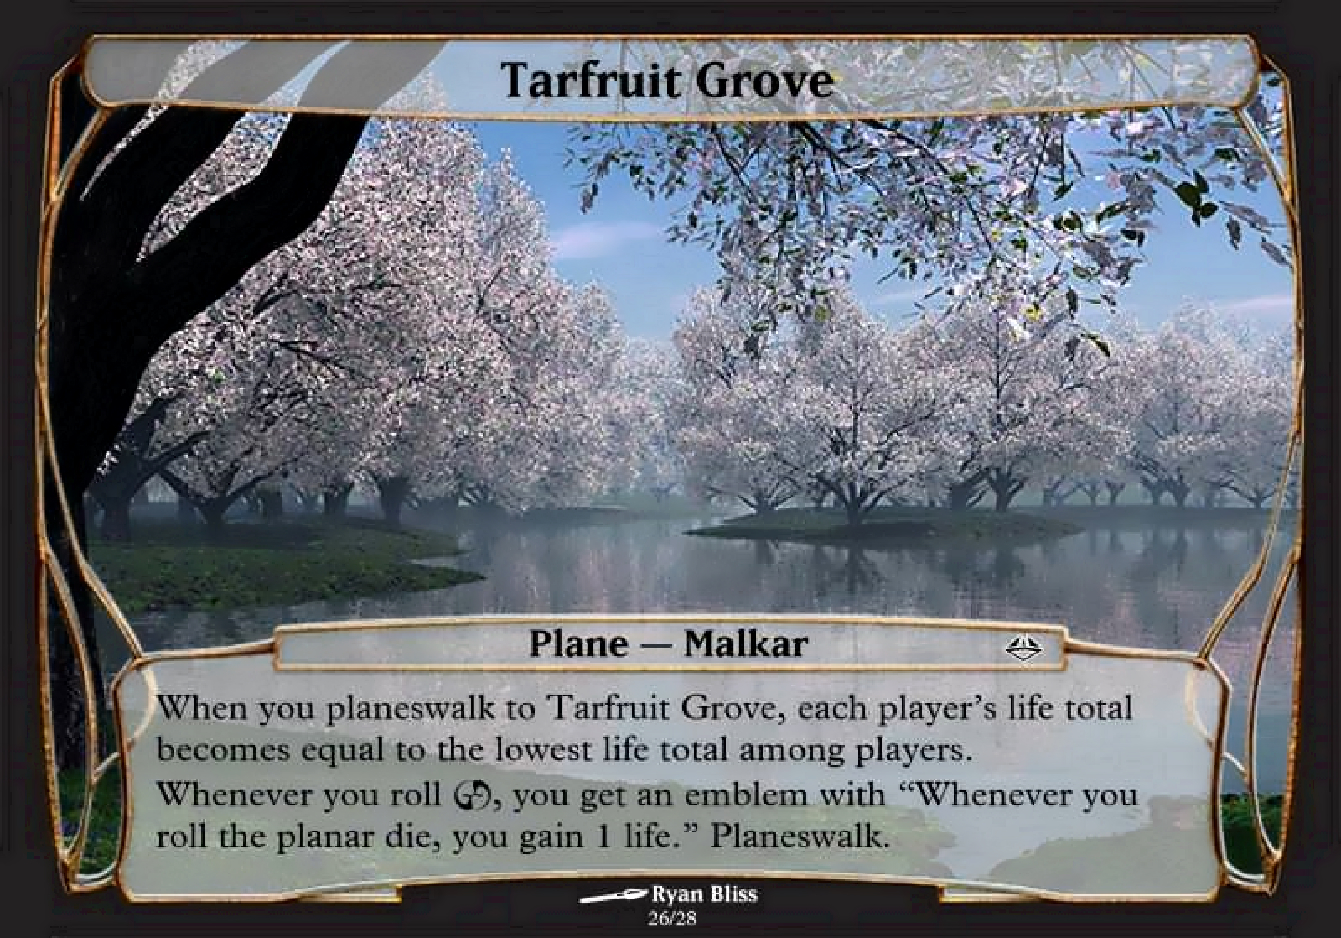 Tarfruit Grove
Plane — Malkar
When you planeswalk to Tarfruit Grove, each player’s life total
becomes equal to the lowest life total among players.
Whenever you roll , you get an emblem with “Whenever you
roll the planar die, you gain 1 life.” Planeswalk.
Ryan Bliss
26/28